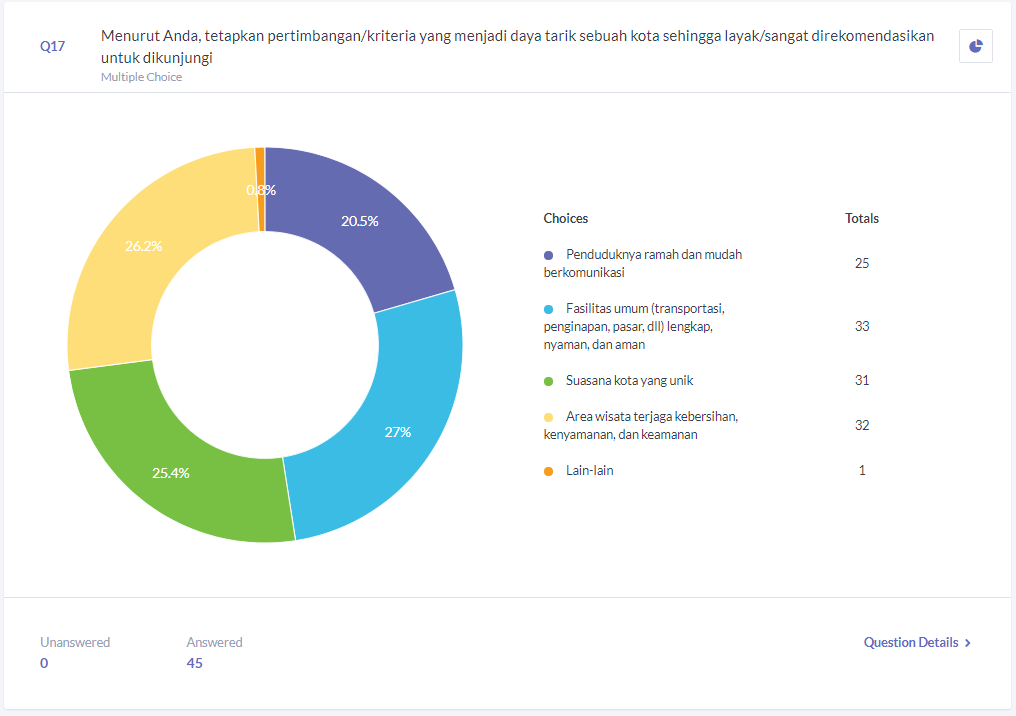 Q17
Menurut Anda, tetapkan pertimbangan/kriteria yang menjadi daya tarik sebuah kota sehingga layak/sangat direkomendasikan
untuk dikunjungi
Multiple Choice
0.8%
20.5%
26.2%
27%
25.4%
Choices Totals
Penduduknya ramah dan mudah
berkomunikasi
25
Fasilitas umum (transportasi,
penginapan, pasar, dll) lengkap,
nyaman, dan aman
33
Suasana kota yang unik 31
Area wisata terjaga kebersihan,
kenyamanan, dan keamanan
32
Lain-lain 1
Unanswered Answered Question Details
0 45